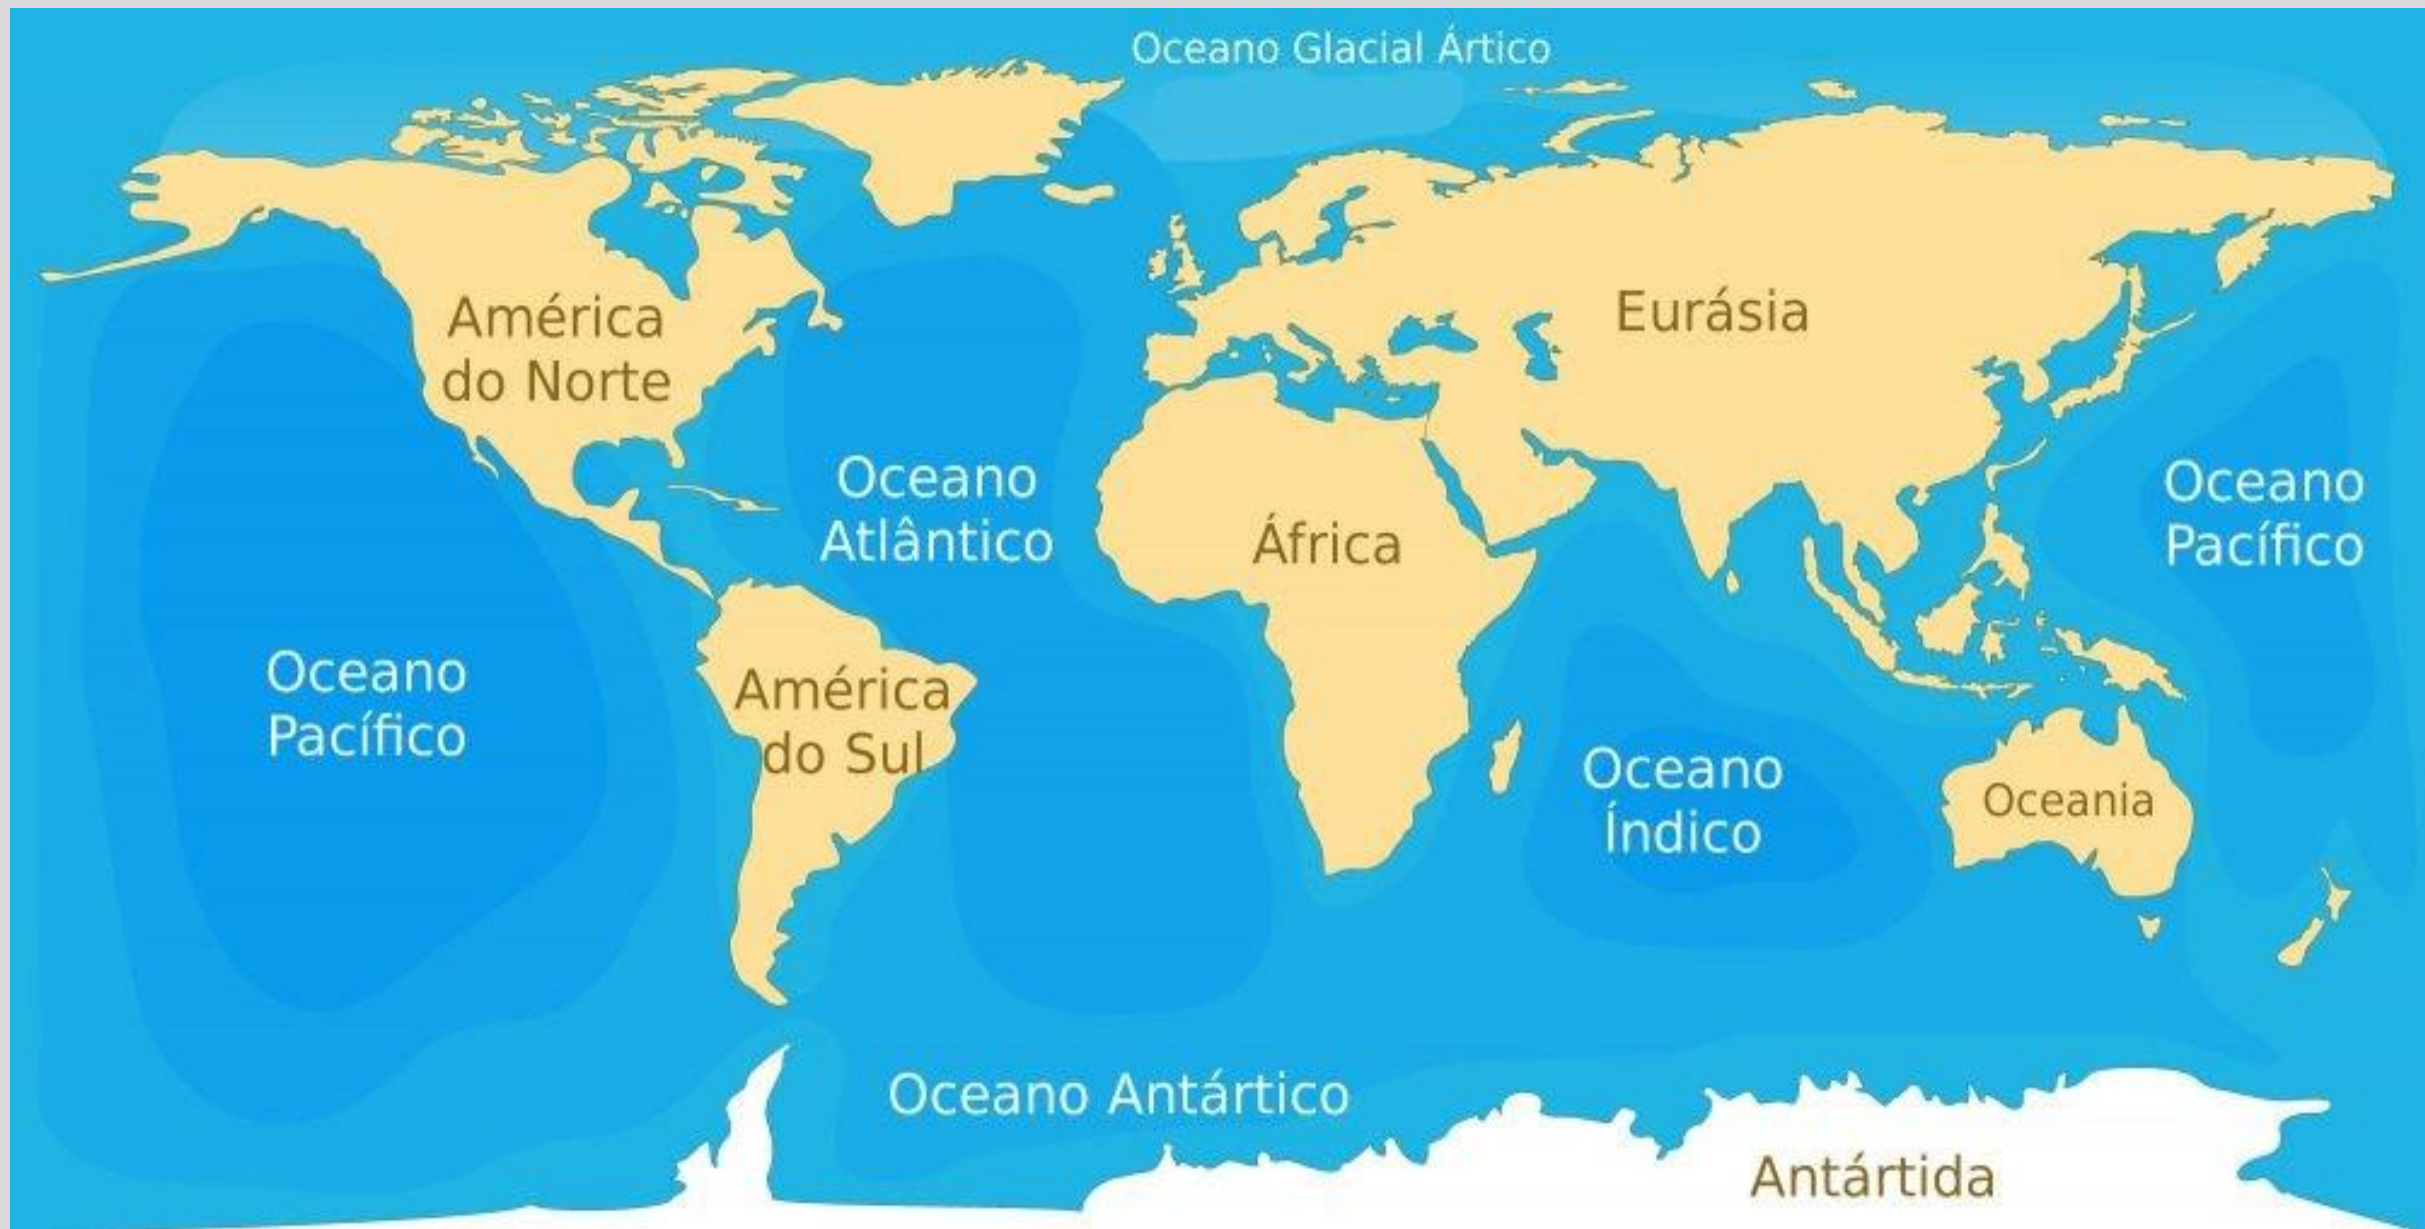 Oceano Glacial Ártico
América
do Norte
Eurásia
Oceano
Atlântico
África
Oceano
Pacífico
Oceano
Pacífico
América
do Sul
Oceano
Índico
Oceania
Oceano Antártico
Antártida